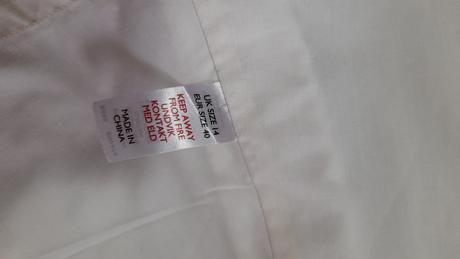 UK SIZE 14
EUR SIZE 40
KEEP AWAY
FROM FIRE
UNDVIK
KONTAKT
MED ELD
MADE IN
CHINA